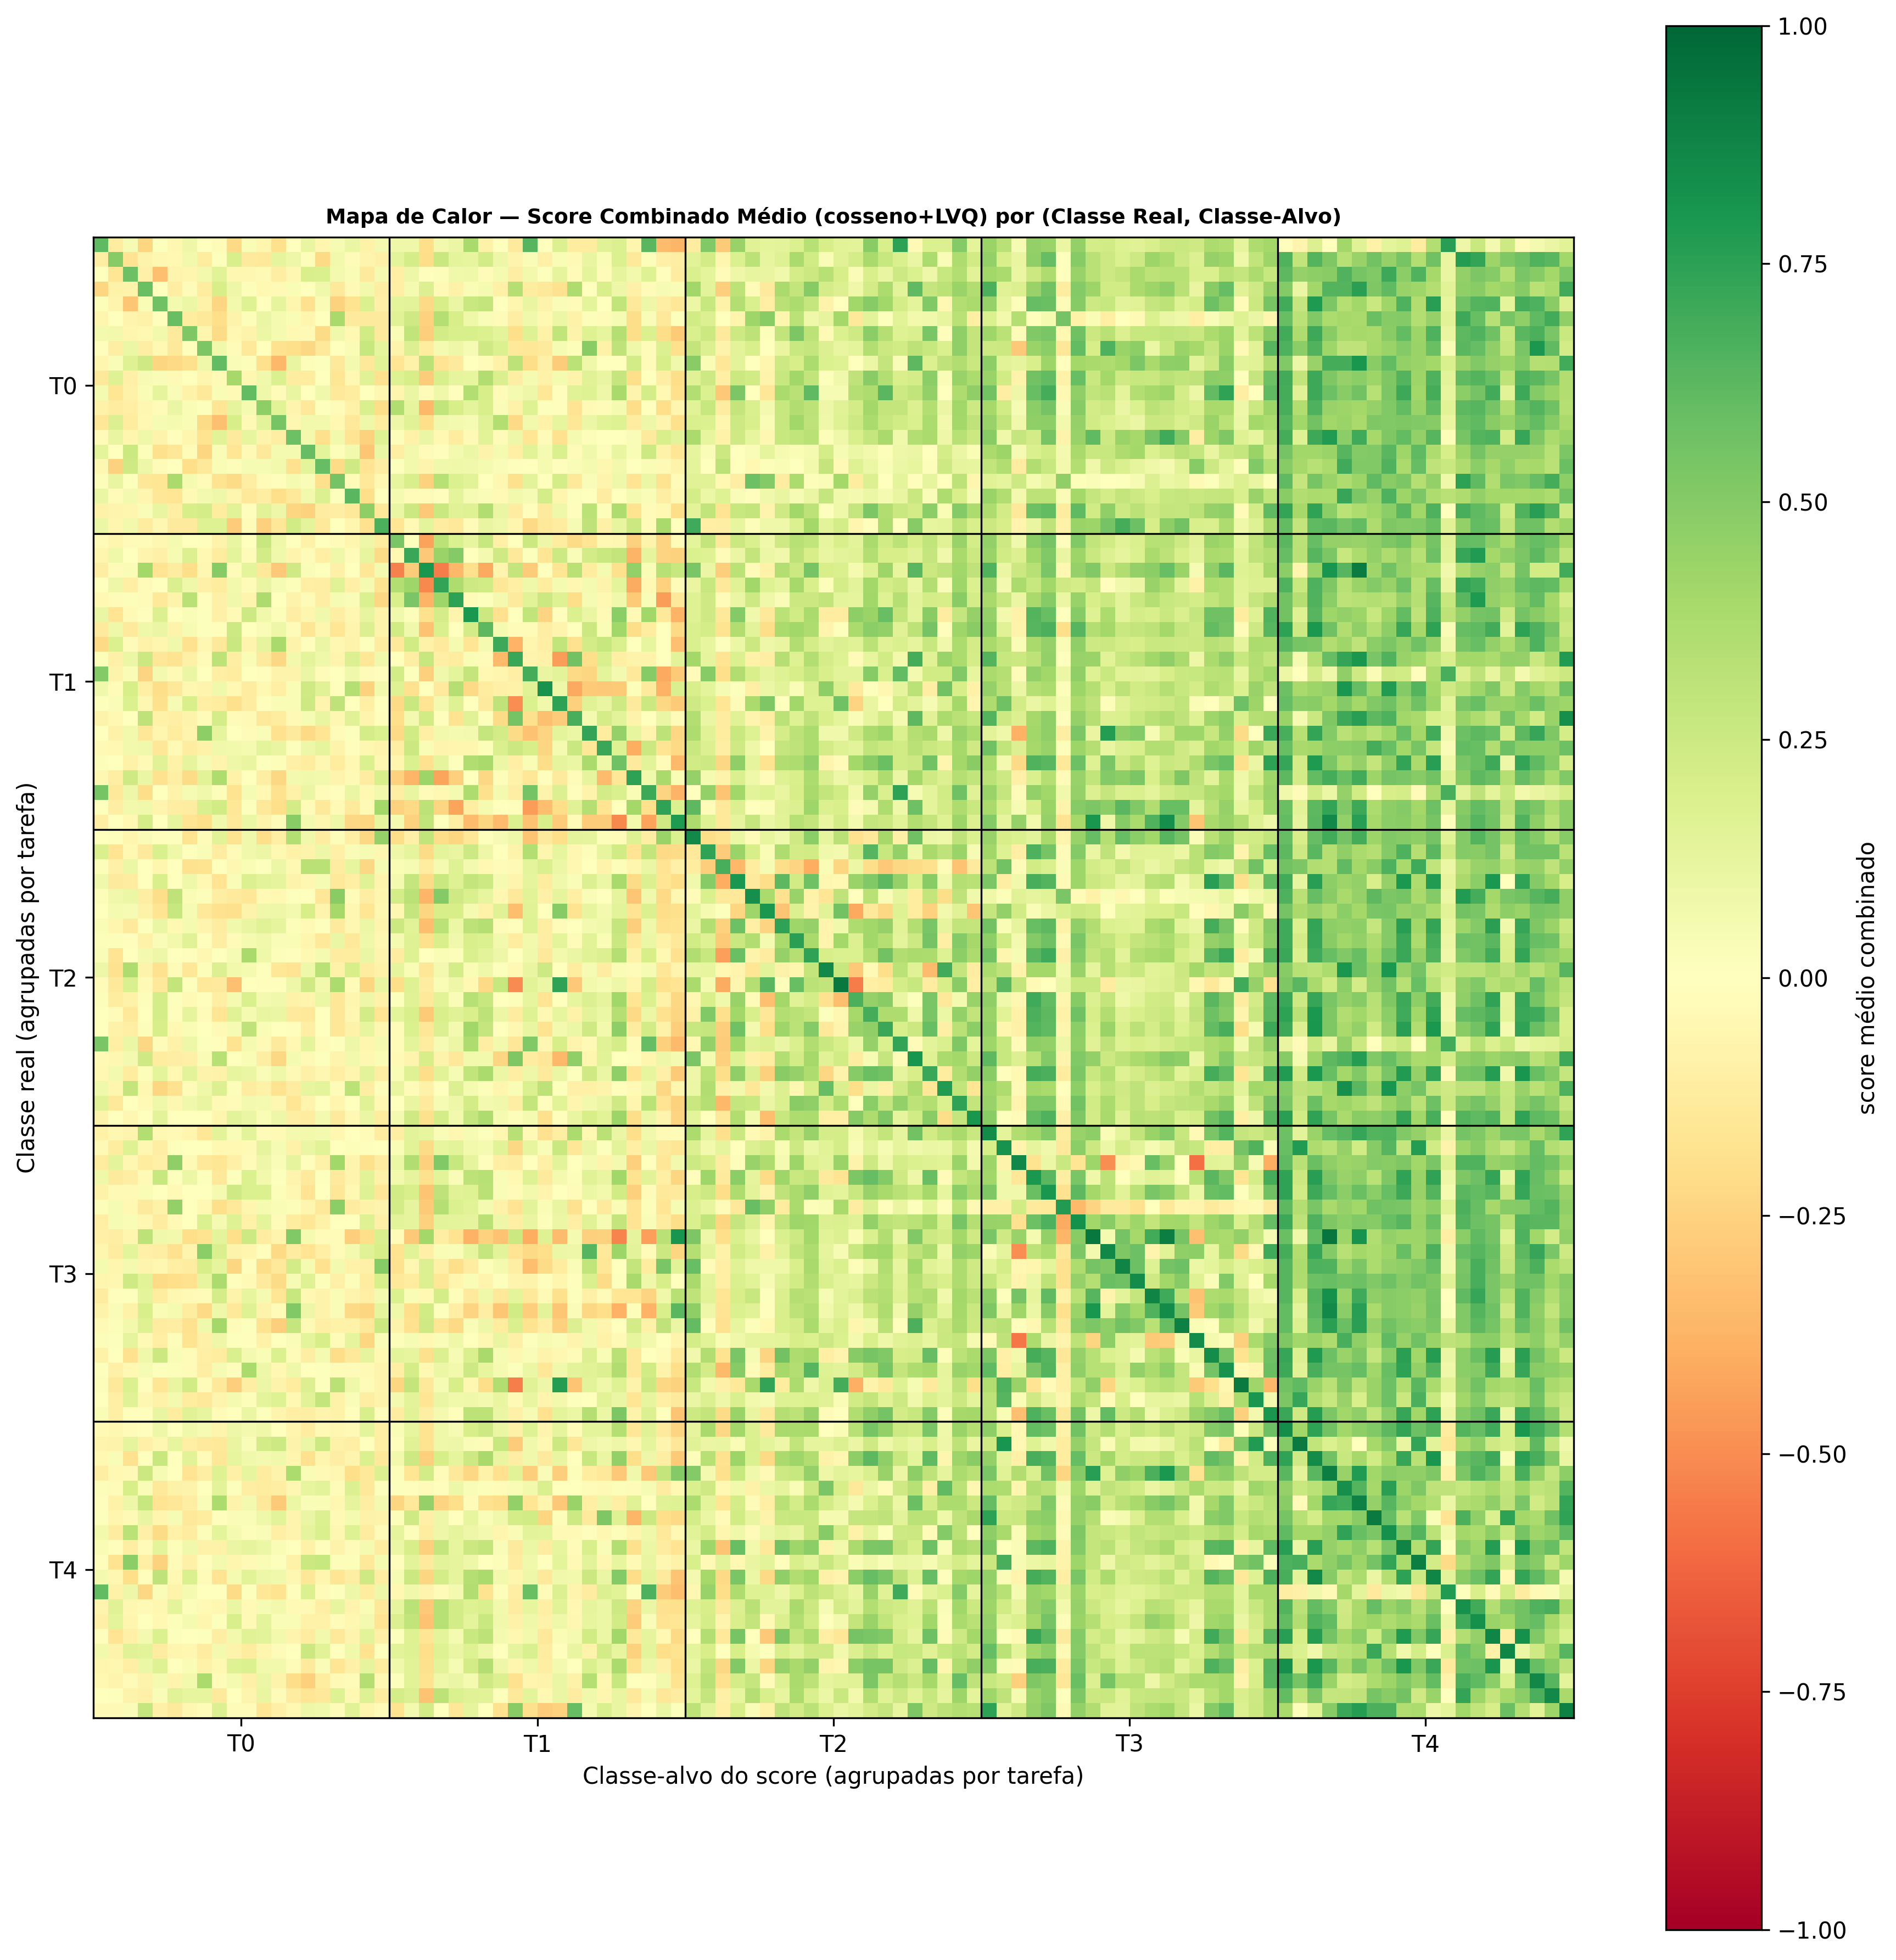 Mapa de Calor — Score Combinado Médio (cosseno+LVQ) por (Classe Real, Classe-Alvo)
Classe real (agrupadas por tarefa)
T0
T1
T2
T3
T4
T0 T1 T2 T3 T4
Classe-alvo do score (agrupadas por tarefa)
1.00
0.75
0.50
0.25
0.00
−0.25
−0.50
−0.75
−1.00
score médio combinado